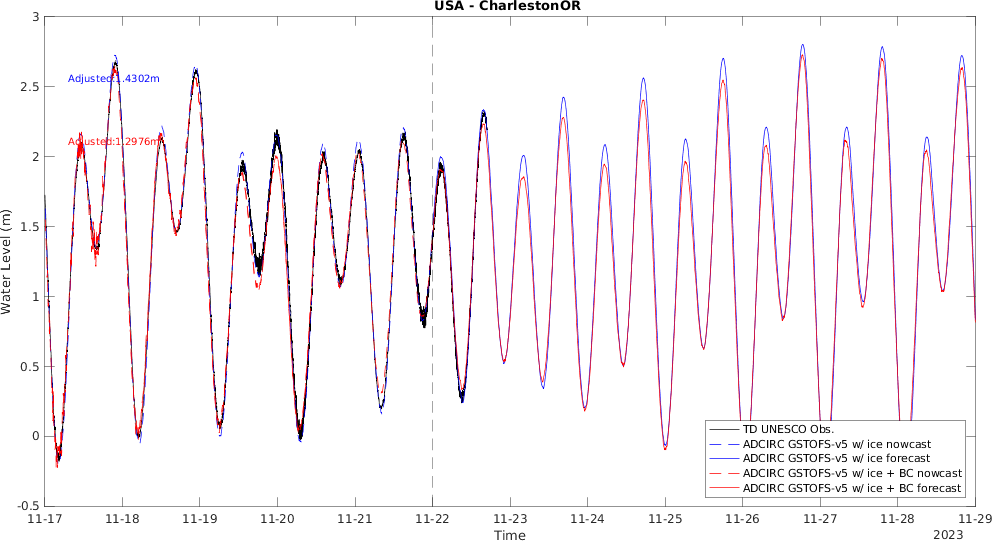 USA - CharlestonOR
3
2.5
2
1.5
1
0.5
0
-0.5
Water Level (m)
Adjusted:1.4302m
Adjusted:1.2976m
TD UNESCO Obs.
ADCIRC GSTOFS-v5 w/ ice nowcast
ADCIRC GSTOFS-v5 w/ ice forecast
ADCIRC GSTOFS-v5 w/ ice + BC nowcast
ADCIRC GSTOFS-v5 w/ ice + BC forecast
11-17 11-18 11-19 11-20 11-21 11-22 11-23 11-24 11-25 11-26 11-27 11-28 11-29
Time
2023